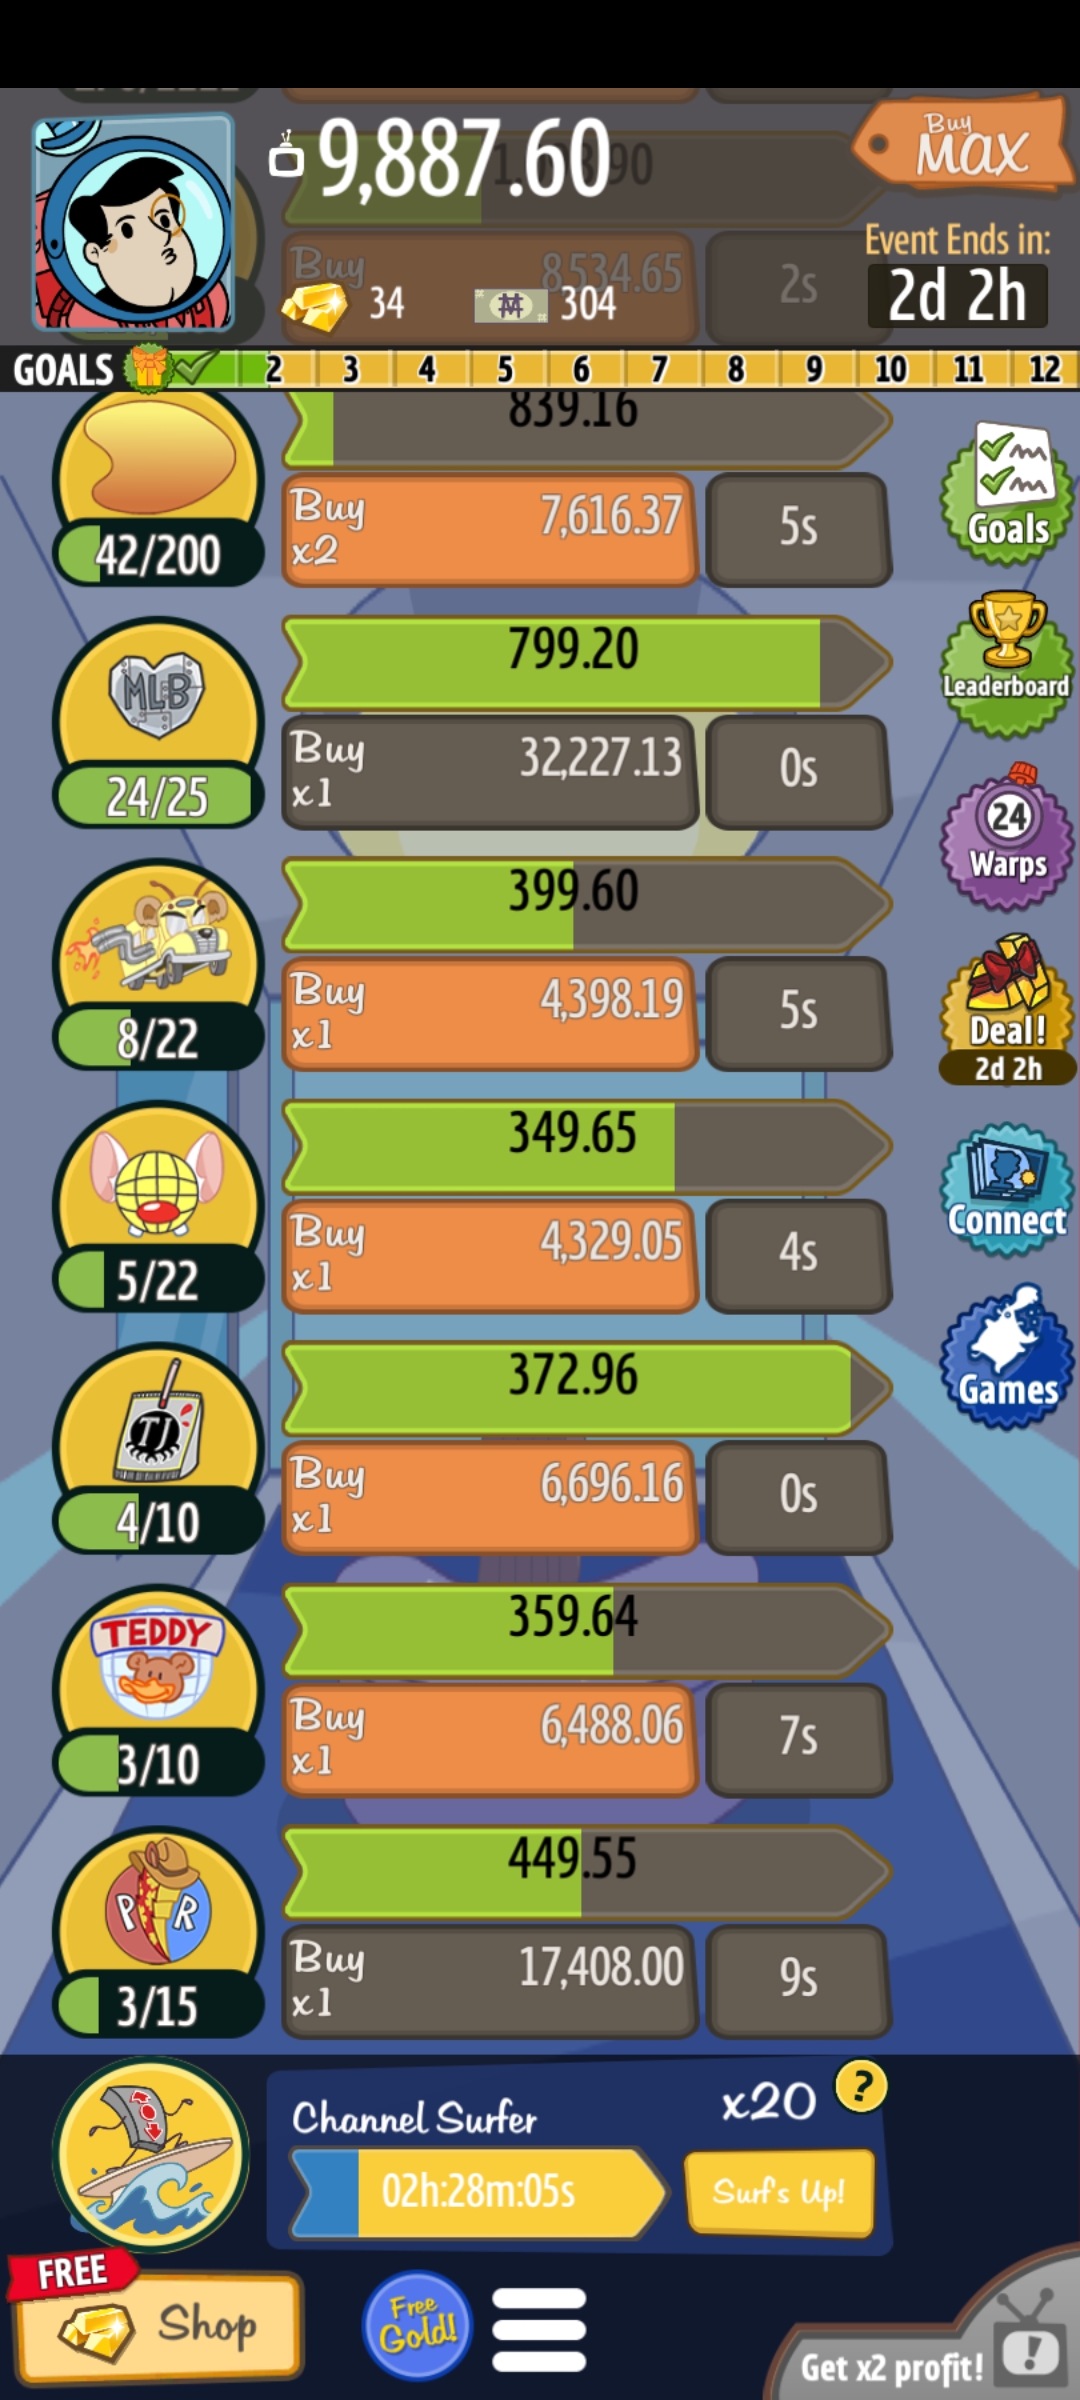 9,887.60
Buy
MAX
Buy
8534.65
2s
34
304
Event Ends in:
2d 2h
GOALS 2 3 4 5 6 7 8 9 10 11 12
839.16
Buy
x2
7,616.37
5s
42/200
Goals
MLB
799.20
Buy
x1
32,227.13
0s
24/25
Leaderboard
399.60
Buy
x1
4,398.19
5s
8/22
24
Warps
349.65
Buy
x1
4,329.05
4s
5/22
Deal!
2d 2h
Connect
TJ
372.96
Buy
x1
6,696.16
0s
4/10
Games
TEDDY
359.64
Buy
x1
6,488.06
7s
3/10
P R
449.55
Buy
x1
17,408.00
9s
3/15
Channel Surfer
x20
?
02h:28m:05s
Surf's Up!
FREE
Shop
Free
Gold!
Get x2 profit!
!